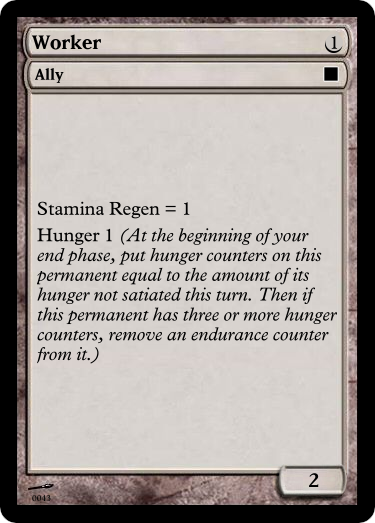 Worker 1
Ally
Stamina Regen = 1
Hunger 1 (At the beginning of your
end phase, put hunger counters on this
permanent equal to the amount of its
hunger not satiated this turn. Then if
this permanent has three or more hunger
counters, remove an endurance counter
from it.)
2
0043